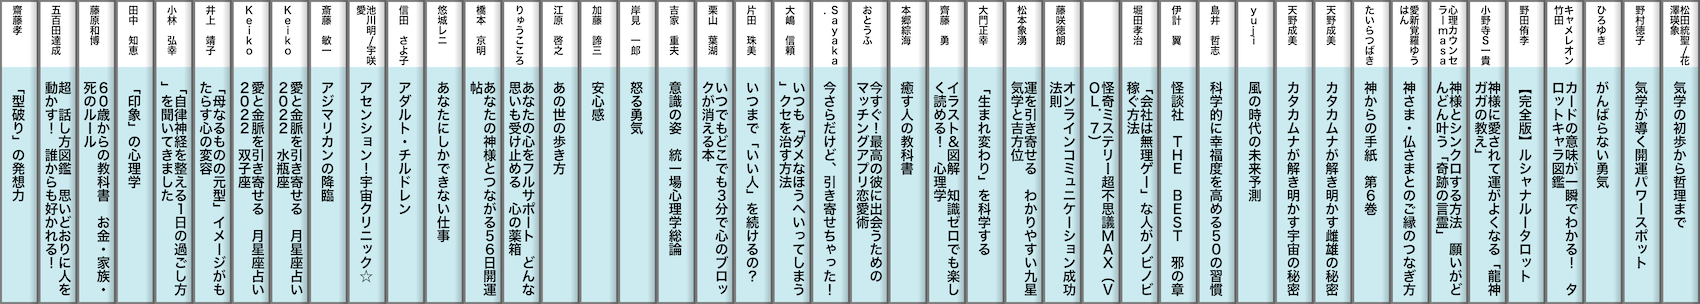 松田統聖/花
澤瑛象
気学の初歩から哲理まで
野村徳子
気学が導く開運パワースポット
ひろゆき
がんばらない勇気
キャメレオン
竹田
カードの意味が一瞬でわかる！　タ
ロットキャラ図鑑
野田侑李
【完全版】ルシャナルータロット
小野寺Ｓ一貴
神様に愛されて運がよくなる「龍神
ガガの教え」
心理カウンセ
ラーｍａｓａ
神様とシンクロする方法　願いがど
んどん叶う「奇跡の言霊」
愛新覚羅ゆう
はん
神さま・仏さまとのご縁のつなぎ方
たいらつばき
神からの手紙　第６巻
天野成美
カタカムナが解き明かす雌雄の秘密
天野成美
カタカムナが解き明かす宇宙の秘密
ｙｕｊｉ
風の時代の未来予測
島井　哲志
科学的に幸福度を高める５０の習慣
伊計　翼
怪談社　ＴＨＥ　ＢＥＳＴ　邪の章
堀田孝治
「会社は無理ゲー」な人がノビノビ
稼ぐ方法
怪奇ミステリー超不思議ＭＡＸ（Ｖ
ＯＬ．７）
藤咲徳朗
オンラインコミュニケーション成功
法則
松本象湧
運を引き寄せる　わかりやすい九星
気学と吉方位
大門正幸
「生まれ変わり」を科学する
齊藤　勇
イラスト＆図解　知識ゼロでも楽し
く読める！　心理学
本郷綜海
癒す人の教科書
おとうふ
今すぐ！最高の彼に出会うための
マッチングアプリ恋愛術
Ｓａｙａｋａ
．
今さらだけど、引き寄せちゃった！
大嶋　信頼
いつも「ダメなほうへいってしまう
」クセを治す方法
片田　珠美
いつまで「いい人」を続けるの？
栗山　葉湖
いつでもどこでも３分で心のブロッ
クが消える本
吉家　重夫
意識の姿　統一場心理学総論
岸見　一郎
怒る勇気
加藤　諦三
安心感
江原　啓之
あの世の歩き方
りゅうこころ
あなたの心をフルサポート　どんな
思いも受け止める　心の薬箱
橋本　京明
あなたの神様とつながる５６日開運
帖
悠城レニ
あなたにしかできない仕事
信田　さよ子
アダルト・チルドレン
池川明/宇咲
愛
アセンション！宇宙クリニック☆
斎藤　敏一
アジマリカンの降臨
Ｋｅｉｋｏ
愛と金脈を引き寄せる　月星座占い
２０２２　水瓶座
Ｋｅｉｋｏ
愛と金脈を引き寄せる　月星座占い
２０２２　双子座
井上　靖子
「母なるものの元型」イメージがも
たらす心の変容
小林　弘幸
「自律神経を整える１日の過ごし方
」を聞いてきました
田中　知恵
「印象」の心理学
藤原和博
６０歳からの教科書　お金・家族・
死のルール
五百田達成
超　話し方図鑑　思いどおりに人を
動かす！　誰からも好かれる！
齋藤孝
「型破り」の発想力